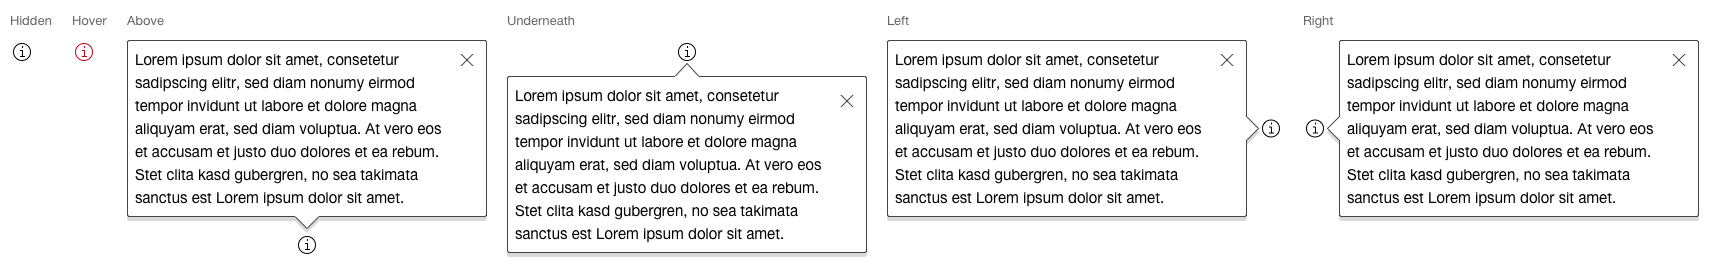 Hidden
Hover
Above
Underneath
Left
Right
Lorem ipsum dolor sit amet, consetetur
sadipscing elitr, sed diam nonumy eirmod
tempor invidunt ut labore et dolore magna
aliquyam erat, sed diam voluptua. At vero eos
et accusam et justo duo dolores et ea rebum.
Stet clita kasd gubergren, no sea takimata
sanctus est Lorem ipsum dolor sit amet.
Lorem ipsum dolor sit amet, consetetur
sadipscing elitr, sed diam nonumy eirmod
tempor invidunt ut labore et dolore magna
aliquyam erat, sed diam voluptua. At vero eos
et accusam et justo duo dolores et ea rebum.
Stet clita kasd gubergren, no sea takimata
sanctus est Lorem ipsum dolor sit amet.
Lorem ipsum dolor sit amet, consetetur
sadipscing elitr, sed diam nonumy eirmod
tempor invidunt ut labore et dolore magna
aliquyam erat, sed diam voluptua. At vero eos
et accusam et justo duo dolores et ea rebum.
Stet clita kasd gubergren, no sea takimata
sanctus est Lorem ipsum dolor sit amet.
Lorem ipsum dolor sit amet, consetetur
sadipscing elitr, sed diam nonumy eirmod
tempor invidunt ut labore et dolore magna
aliquyam erat, sed diam voluptua. At vero eos
et accusam et justo duo dolores et ea rebum.
Stet clita kasd gubergren, no sea takimata
sanctus est Lorem ipsum dolor sit amet.